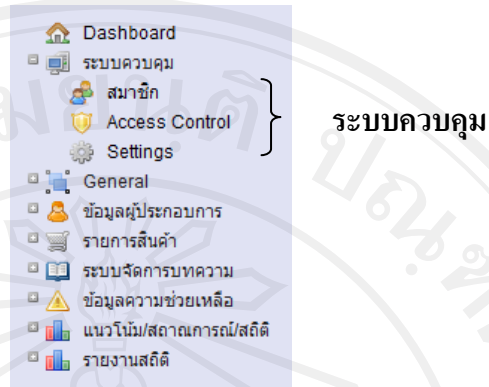 Dashboard
ระบบควบคุม
สมาชิก
Access Control
Settings
ระบบควบคุม
General
ข้อมูลผู้ประกอบการ
รายการสินค้า
ระบบจัดการบทความ
ข้อมูลความช่วยเหลือ
แนวโน้ม/สถาณการณ์/สถิติ
รายงานสถิติ